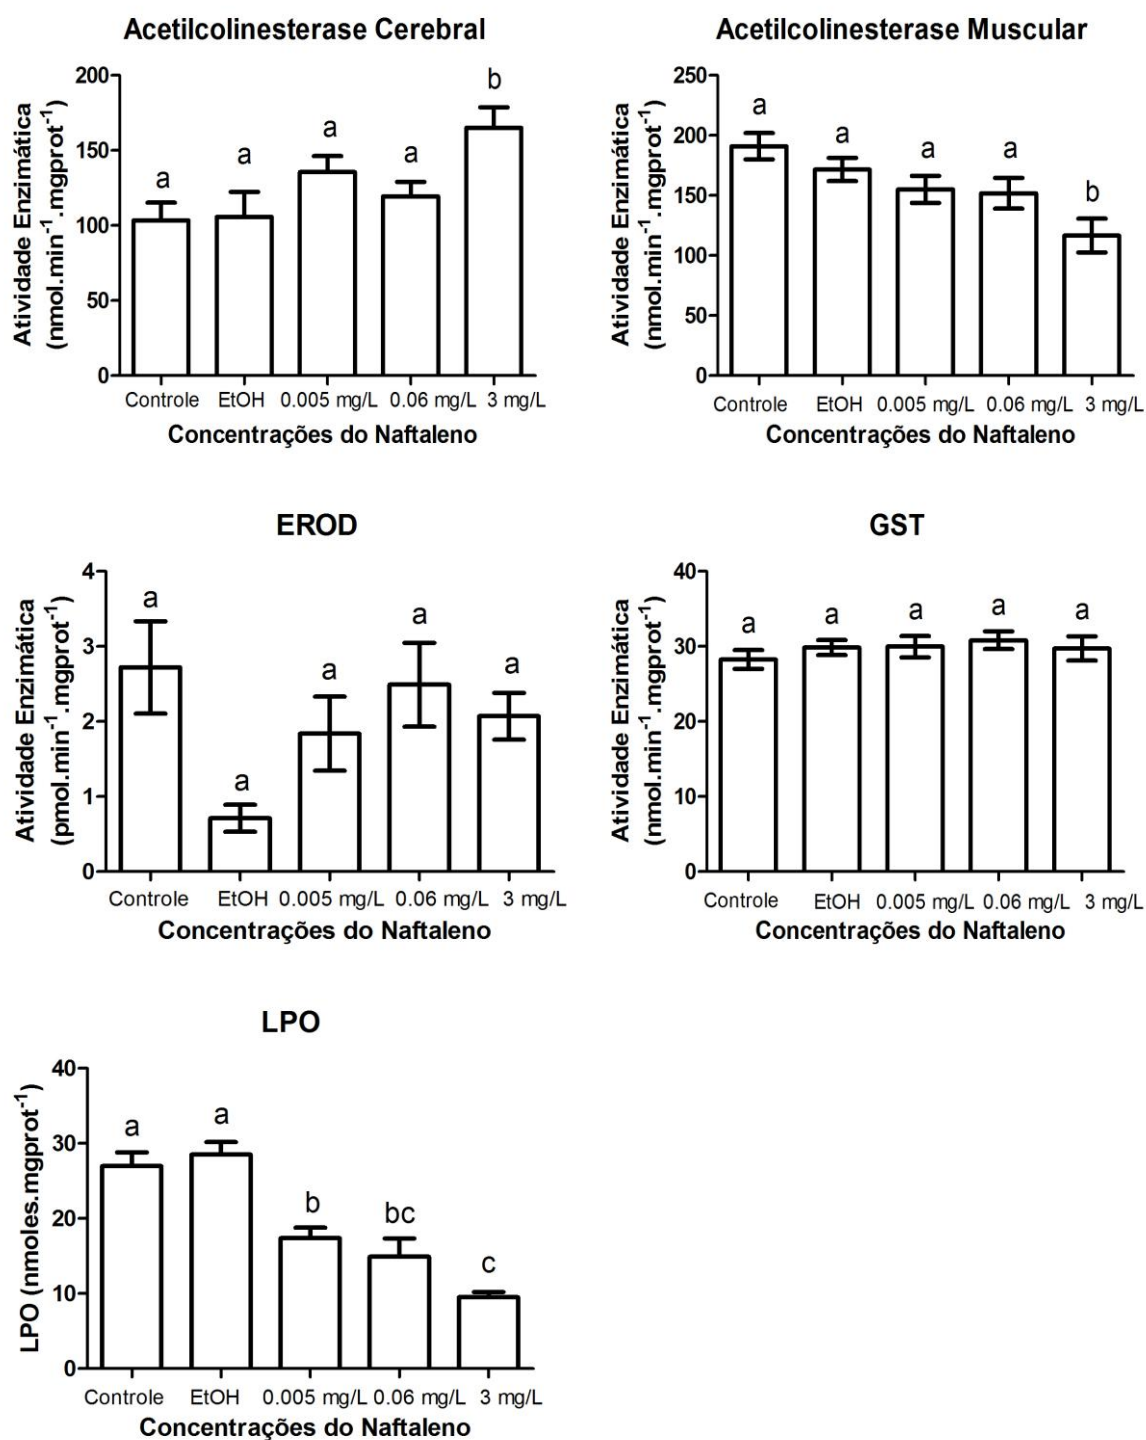 Acetilcolinesterase Cerebral
Atividade Enzimática
(nmol.min⁻¹.mgprot⁻¹)
200
150
100
50
0
a
a
a
a
b
Controle EtOH 0.005 mg/L 0.06 mg/L 3 mg/L
Concentrações do Naftaleno
Acetilcolinesterase Muscular
Atividade Enzimática
(nmol.min⁻¹.mgprot⁻¹)
250
200
150
100
50
0
a
a
a
a
b
Controle EtOH 0.005 mg/L 0.06 mg/L 3 mg/L
Concentrações do Naftaleno
EROD
Atividade Enzimática
(pmol.min⁻¹.mgprot⁻¹)
4
3
2
1
0
a
a
a
a
a
Controle EtOH 0.005 mg/L 0.06 mg/L 3 mg/L
Concentrações do Naftaleno
GST
Atividade Enzimática
(nmol.min⁻¹.mgprot⁻¹)
40
30
20
10
0
a
a
a
a
a
Controle EtOH 0.005 mg/L 0.06 mg/L 3 mg/L
Concentrações do Naftaleno
LPO
LPO (nmoles.mgprot⁻¹)
40
30
20
10
0
a
a
b
bc
c
Controle EtOH 0.005 mg/L 0.06 mg/L 3 mg/L
Concentrações do Naftaleno